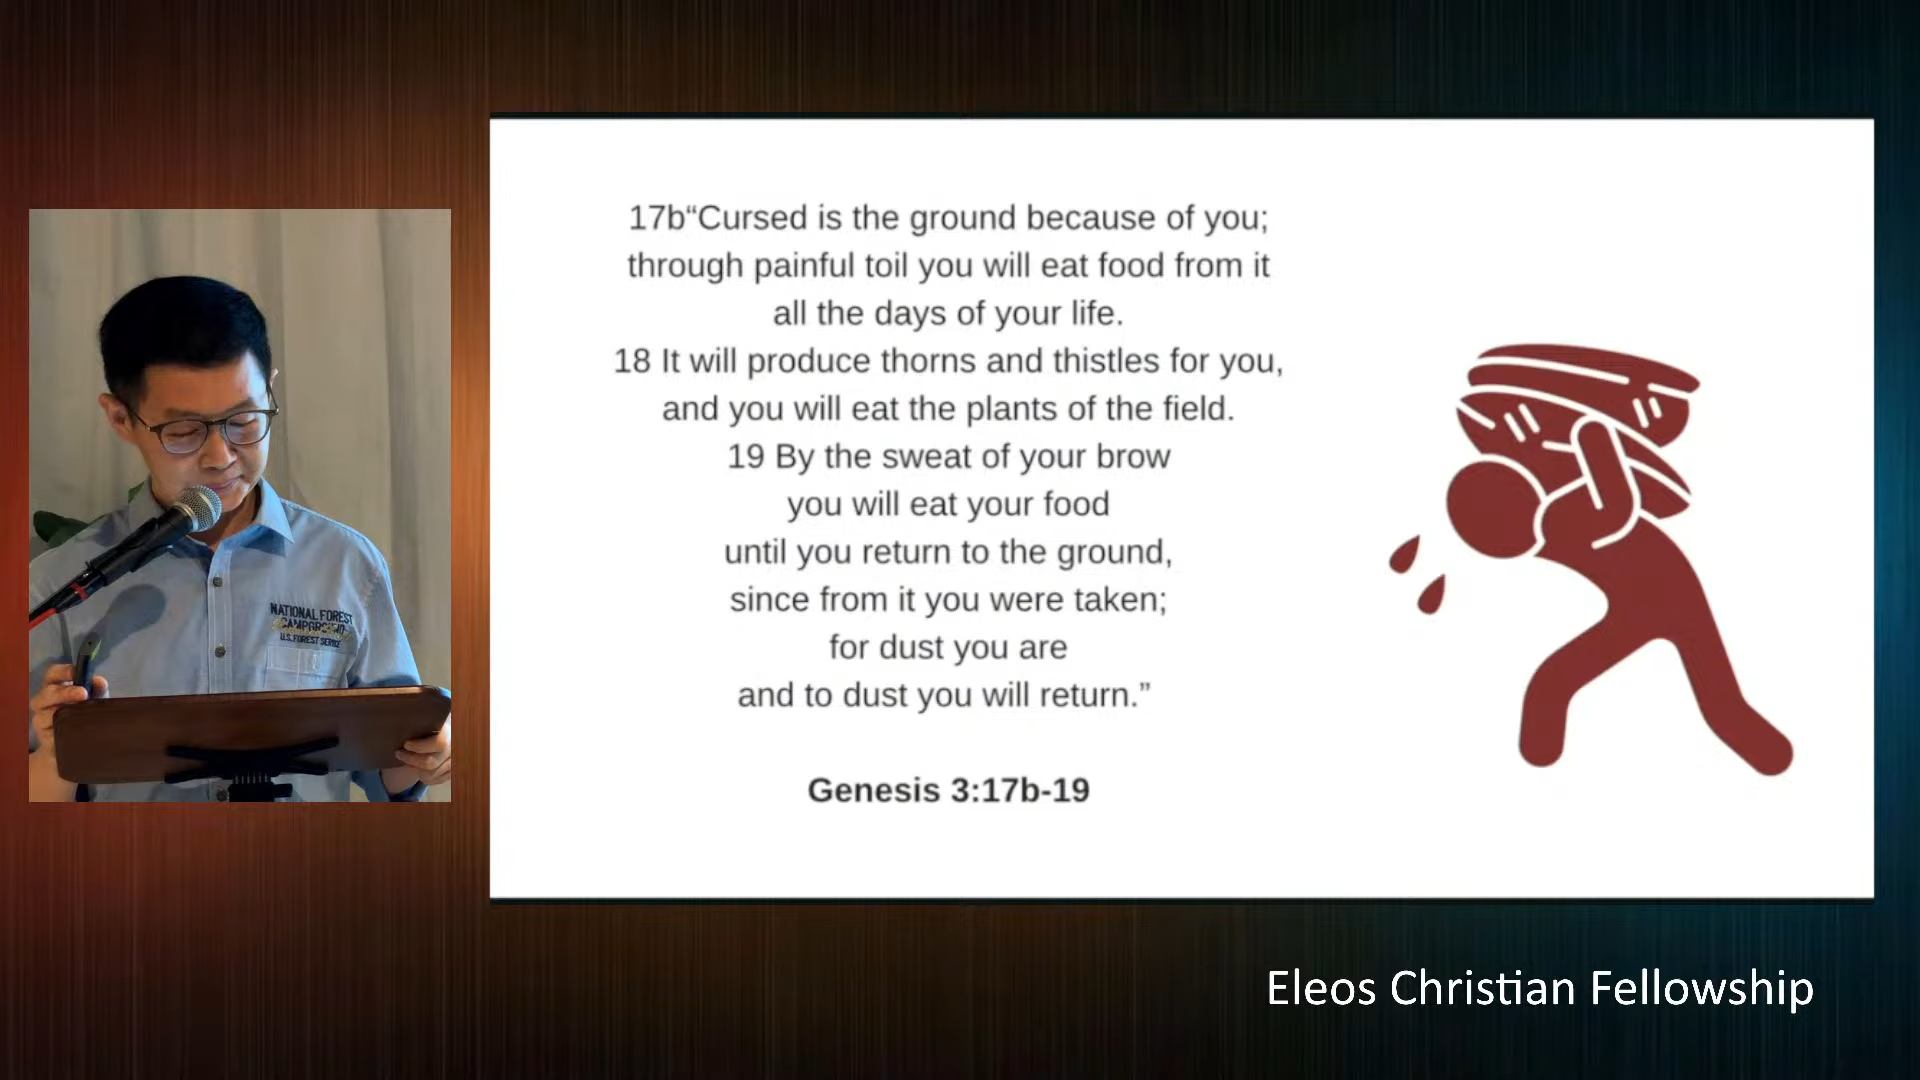 17b“Cursed is the ground because of you;
through painful toil you will eat food from it
all the days of your life.
18 It will produce thorns and thistles for you,
and you will eat the plants of the field.
19 By the sweat of your brow
you will eat your food
until you return to the ground,
since from it you were taken;
for dust you are
and to dust you will return.”
Genesis 3:17b-19
NATIONAL FOREST
CAMPGROUND
U.S. FOREST SERVICE
Eleos Christian Fellowship